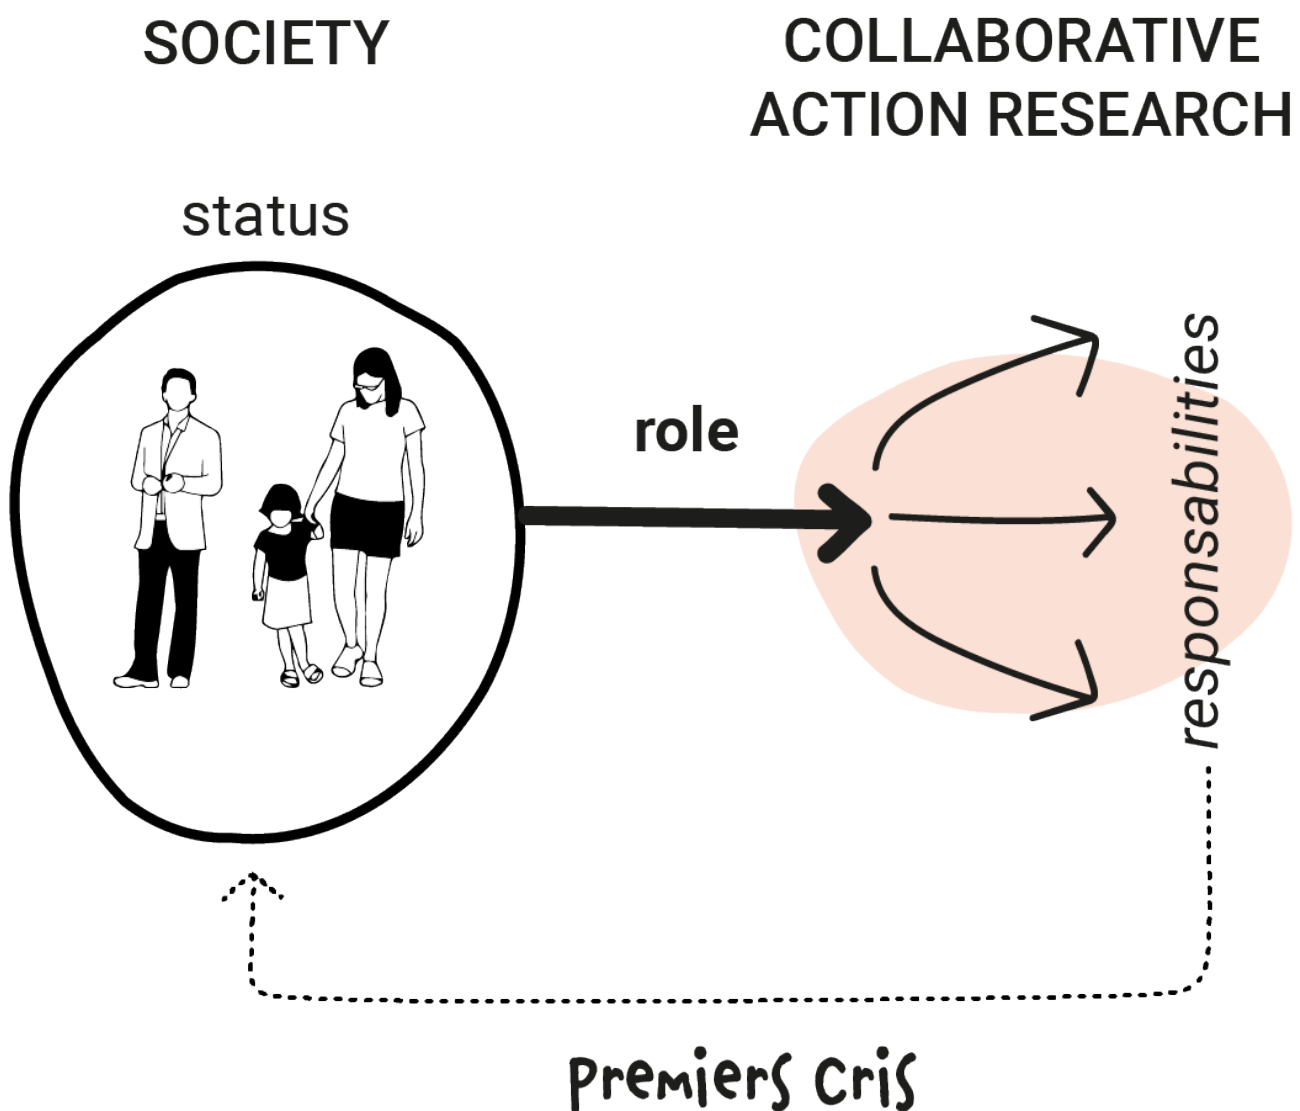 SOCIETY
COLLABORATIVE
ACTION RESEARCH
status
role
responsabilities
premiers cris